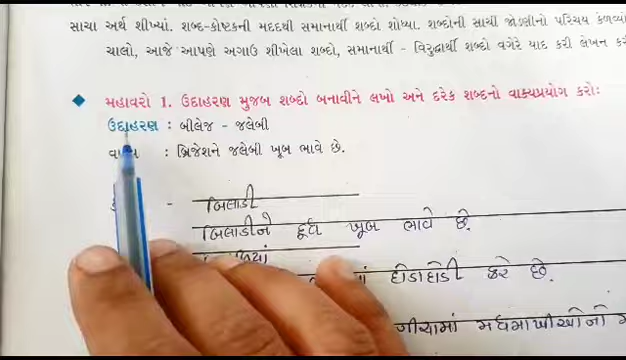 સાચા અર્થ શીખ્યો. શબ્દ-કોષ્ટકની મદદથી સમાનાર્થી શબ્દો શોધ્યા. શબ્દોની સાચી જોડણીનો પરિચય કેળવ્યો
ચાલો, આજે આપણે અગાઉ શીખેલા શબ્દો, સમાનાર્થી - વિરુદ્ધાર્થી શબ્દો વગેરે યાદ કરી લેખન કરી
મહાવરો 1. ઉદાહરણ મુજબ શબ્દો બનાવીને લખો અને દરેક શબ્દનો વાક્યપ્રયોગ કરો:
ઉદાહરણ : બીલેજ - જલેબી
: બ્રિજેશને જલેબી ખૂબ ભાવે છે.
- બિલાડી
બિલાડીને દૂધ ખૂબ ભાવે છે.
દોડાદોડી કરે છે.
મધમાખીઓનો